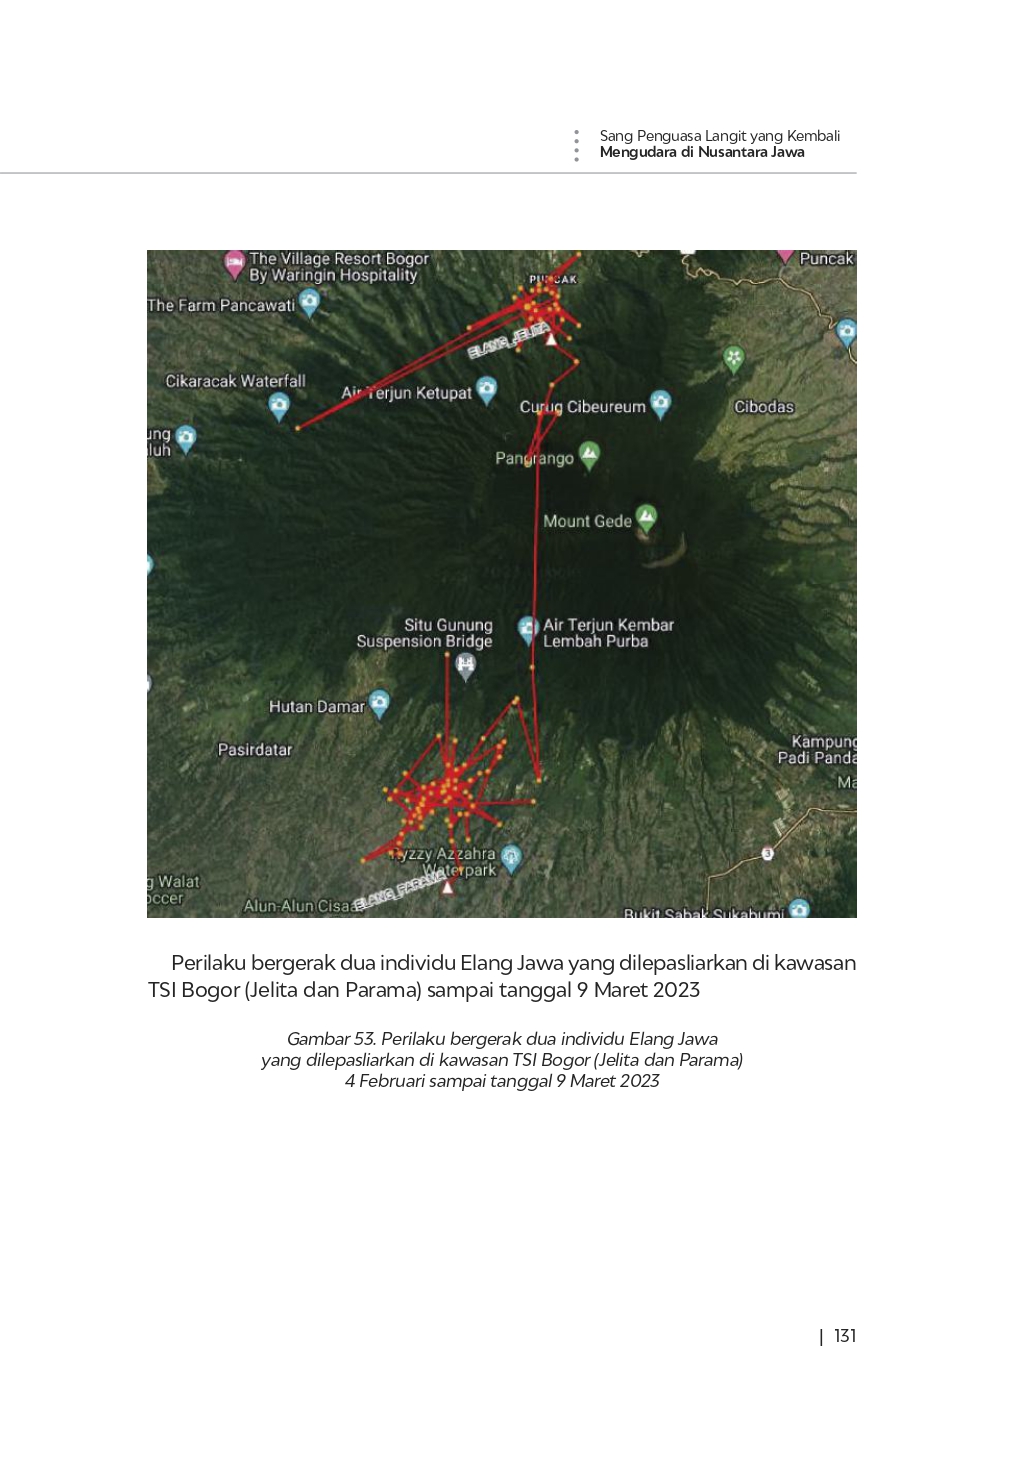 Sang Penguasa Langit yang Kembali
Mengudara di Nusantara Jawa
The Village Resort Bogor
By Waringin Hospitality
Puncak
PUNCAK
The Farm Pancawati
ELANG_JELITA
Cikaracak Waterfall
Air Terjun Ketupat
Curug Cibeureum
Cibodas
ung
luh
Pangrango
Mount Gede
Situ Gunung
Suspension Bridge
Air Terjun Kembar
Lembah Purba
Hutan Damar
Pasirdatar
Kampung
Padi Panda
Ma
3
yzzy Azzahra
Waterpark
g Walat
occer
ELANG_PARAMA
Alun-Alun Cisaa
Bukit Sabak Sukabumi
Perilaku bergerak dua individu Elang Jawa yang dilepasliarkan di kawasan
TSI Bogor (Jelita dan Parama) sampai tanggal 9 Maret 2023
Gambar 53. Perilaku bergerak dua individu Elang Jawa
yang dilepasliarkan di kawasan TSI Bogor (Jelita dan Parama)
4 Februari sampai tanggal 9 Maret 2023
| 131